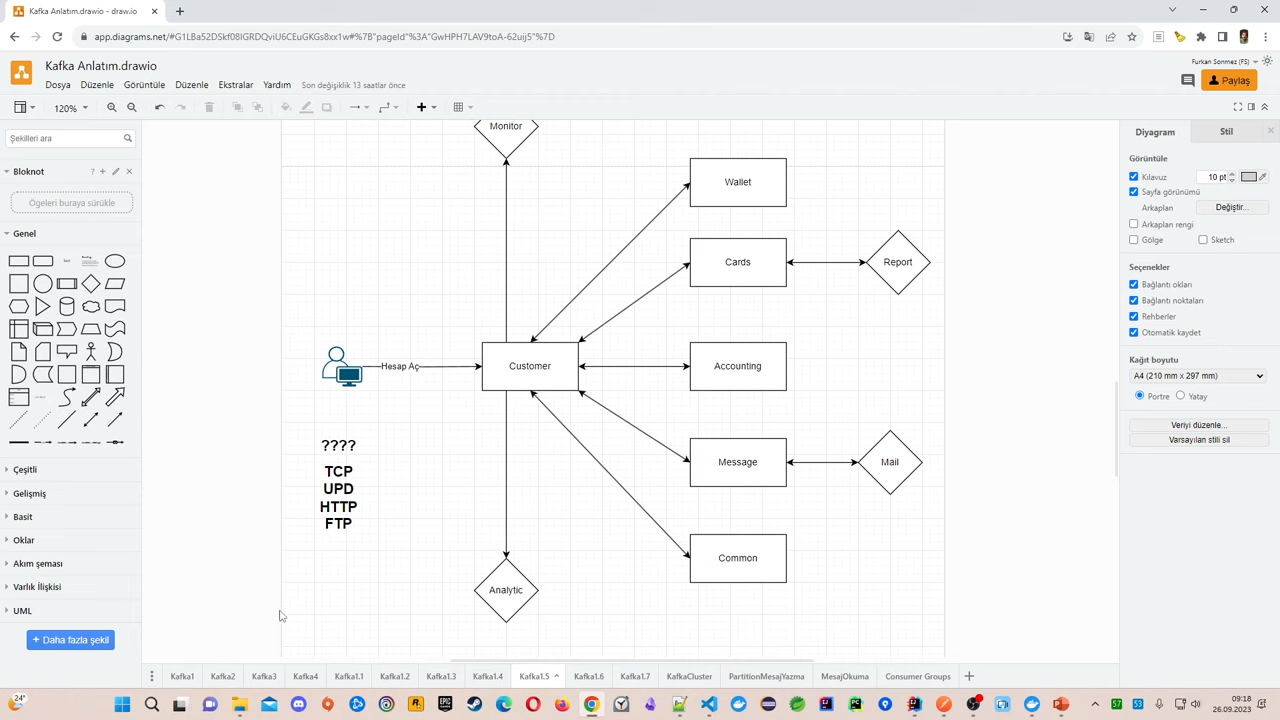 Kafka Anlatım.drawio - draw.io
app.diagrams.net/#G1LBa52DSkf08IGRDQviU6CEuGKGs8xx1w#%7B"pageId"%3A"GwHPH7LAV9toA-62uij5"%7D
Kafka Anlatım.drawio
Furkan Sonmez (FS)
Dosya Düzenle Görüntüle Düzenle Ekstralar Yardım Son değişiklik 13 saatlar önce
Paylaş
120%
Şekilleri ara
Bloknot
Ögeleri buraya sürükle
Genel
Çeşitli
Gelişmiş
Basit
Oklar
Akım şeması
Varlık İlişkisi
UML
+ Daha fazla şekil
Monitor
Wallet
Cards
Report
Hesap Aç
Customer
Accounting
????
TCP
UPD
HTTP
FTP
Message
Mail
Common
Analytic
Diyagram Stil
Görüntüle
Kılavuz 10 pt
Sayfa görünümü
Arkaplan Değiştir...
Arkaplan rengi
Gölge Sketch
Seçenekler
Bağlantı okları
Bağlantı noktaları
Rehberler
Otomatik kaydet
Kağıt boyutu
A4 (210 mm x 297 mm)
Portre Yatay
Veriyi düzenle...
Varsayılan stili sil
Kafka1 Kafka2 Kafka3 Kafka4 Kafka1.1 Kafka1.2 Kafka1.3 Kafka1.4 Kafka1.5 Kafka1.6 Kafka1.7 KafkaCluster PartitionMesajYazma MesajOkuma Consumer Groups
24°
09:18
26.09.2023